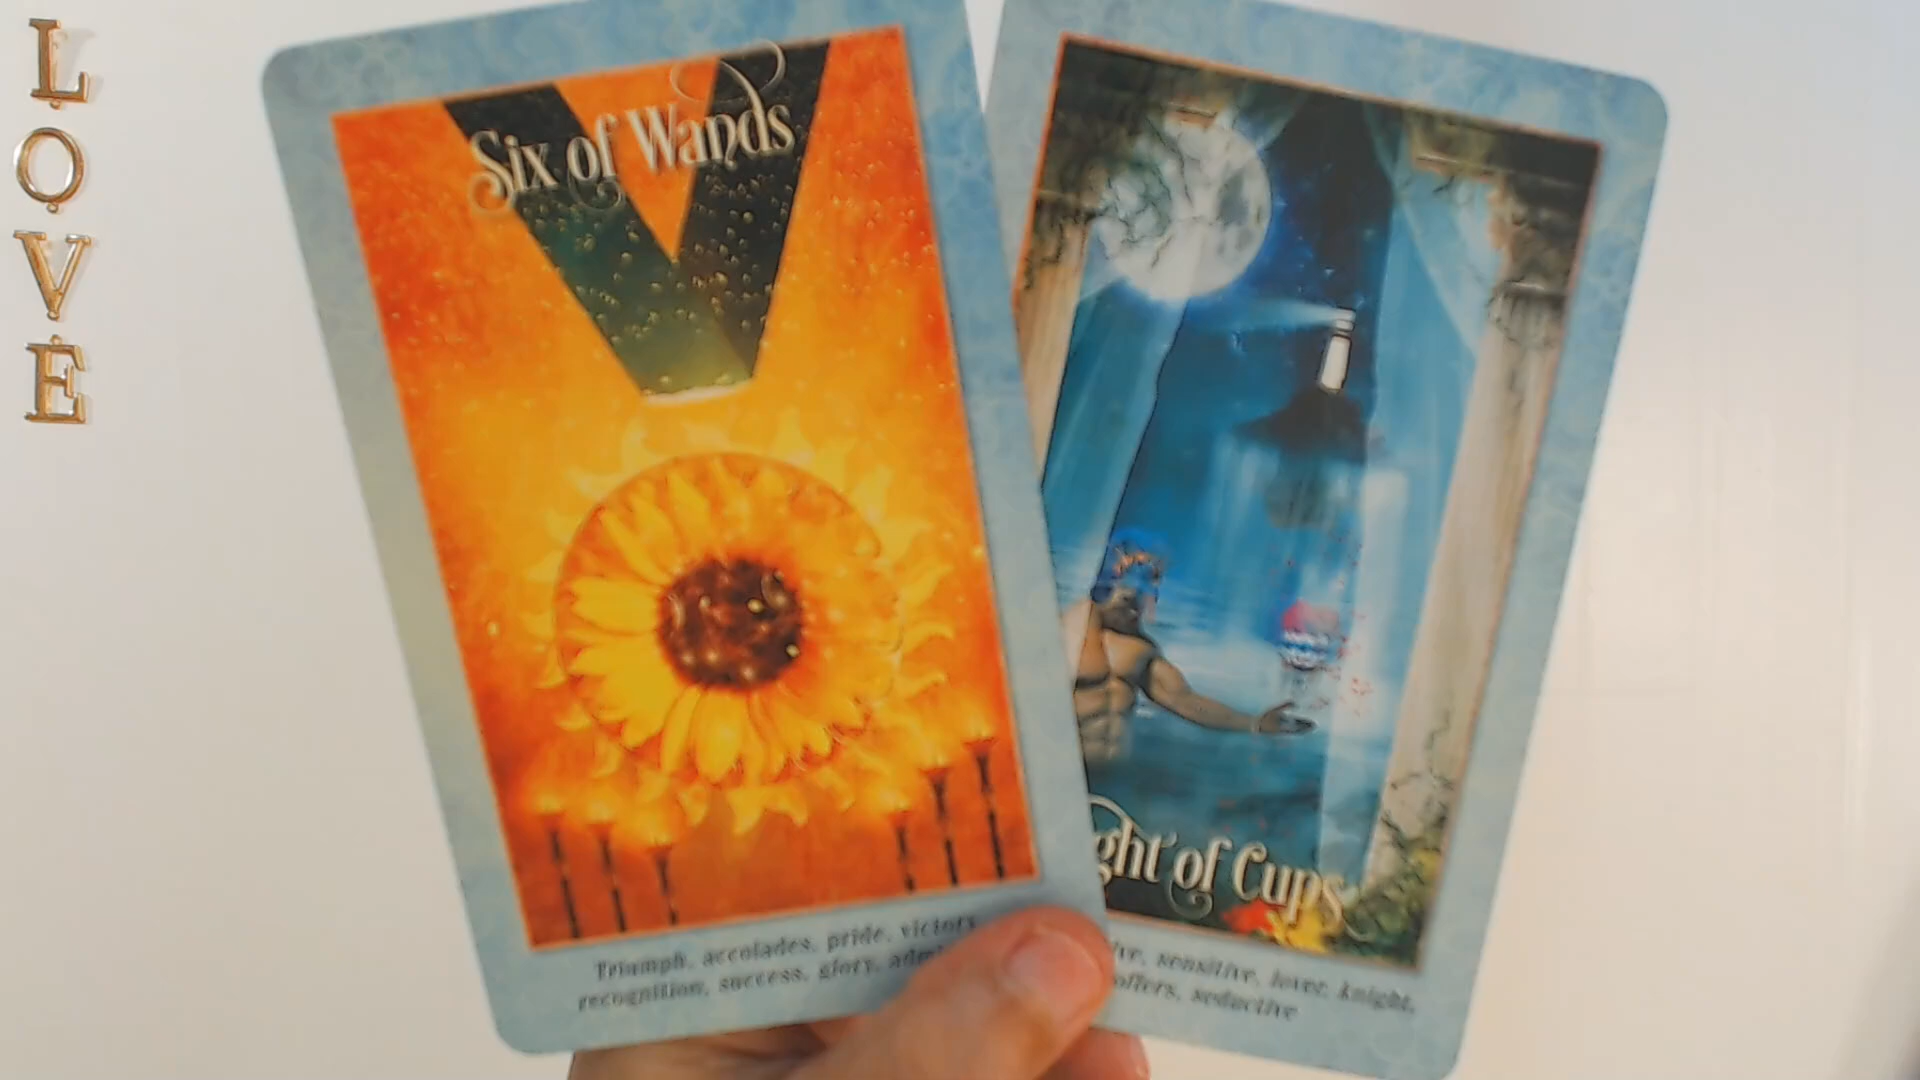 L
O
V
E
Six of Wands
Triumph, accolades, pride, victory
recognition, success, glory,
ght of Cups
sensitive, lover, knight,
offers, seductive